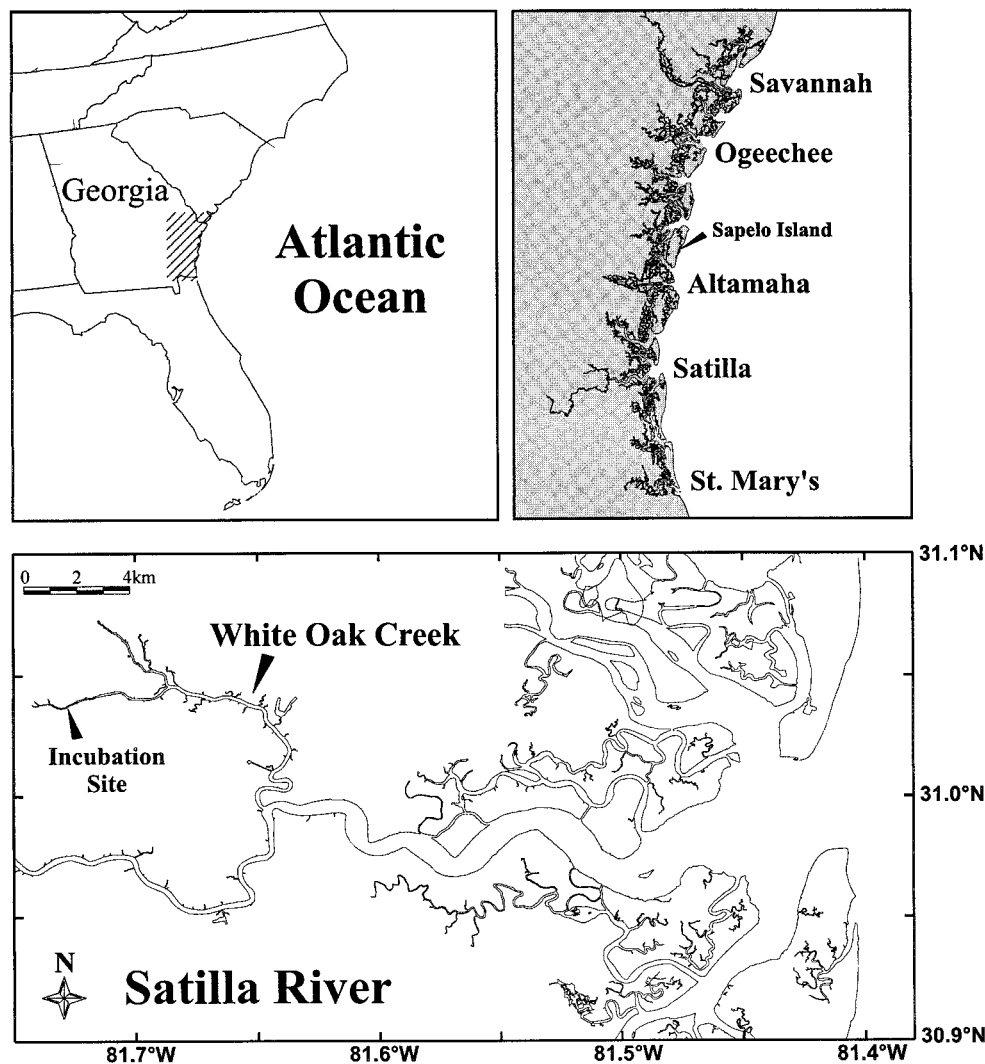 Georgia
Atlantic
Ocean
Savannah
Ogeechee
Sapelo Island
Altamaha
Satilla
St. Mary's
0 2 4km
White Oak Creek
Incubation
Site
N
Satilla River
31.1°N
31.0°N
30.9°N
81.7°W 81.6°W 81.5°W 81.4°W